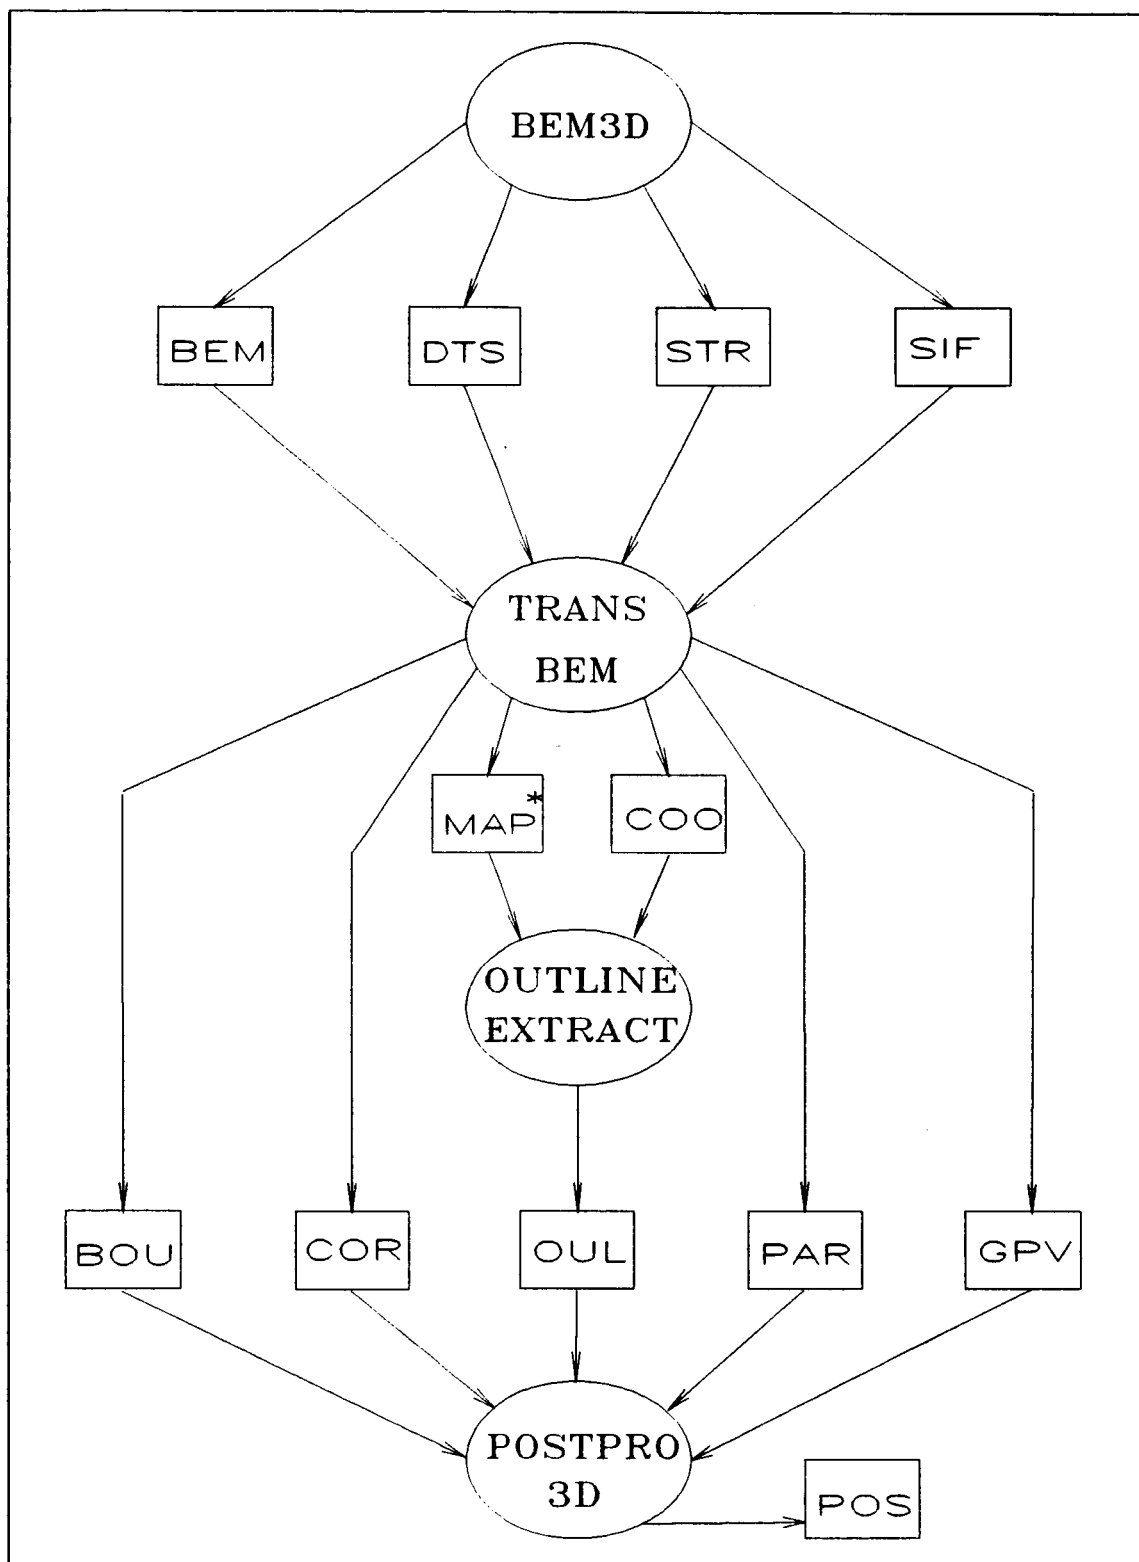 BEM3D
BEM
DTS
STR
SIF
TRANS
BEM
MAP*
COO
OUTLINE
EXTRACT
BOU
COR
OUL
PAR
GPV
POSTPRO
3D
POS